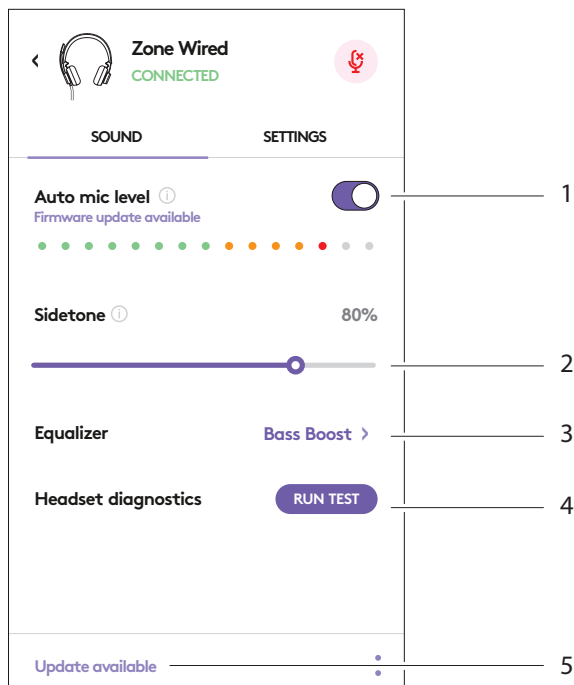 Zone Wired
CONNECTED
SOUND SETTINGS
Auto mic level
1
Firmware update available
Sidetone 80%
2
Equalizer Bass Boost
3
Headset diagnostics RUN TEST
4
Update available
5